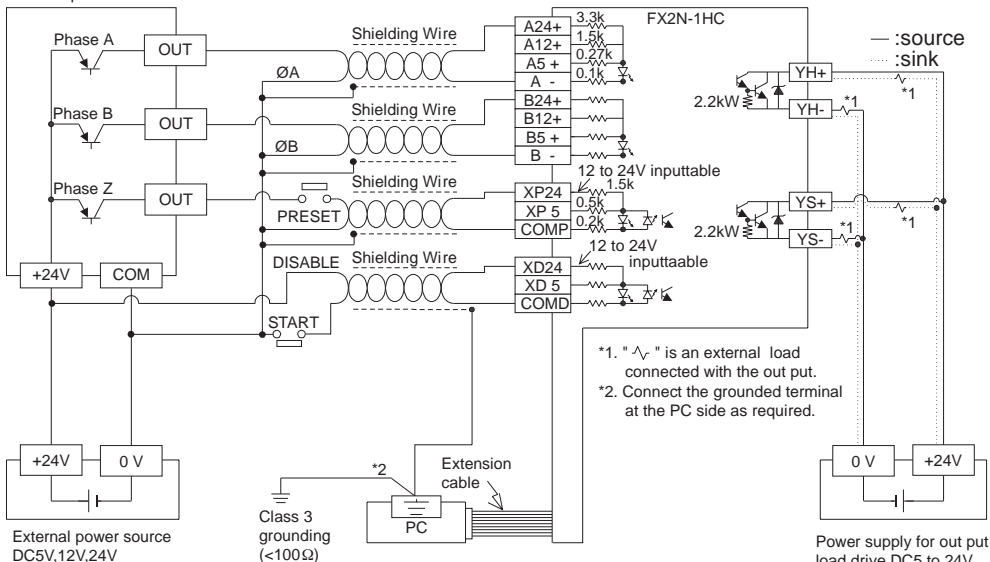 Phase A
OUT
Phase B
OUT
Phase Z
OUT
+24V
COM
Shielding Wire
ØA
Shielding Wire
ØB
Shielding Wire
PRESET
DISABLE
Shielding Wire
START
FX2N-1HC
A24+
3.3k
A12+
1.5k
A5 +
0.27k
A -
0.1k
B24+
B12+
B5 +
B -
12 to 24V inputtable
XP24
1.5k
XP 5
0.5k
COMP
0.2k
12 to 24V
inputaable
XD24
XD 5
COMD
:source
:sink
YH+
*1
2.2kW
YH-
*1
YS+
*1
2.2kW
YS-
*1
*1. " " is an external load
connected with the out put.
*2. Connect the grounded terminal
at the PC side as required.
+24V
0 V
External power source
DC5V,12V,24V
*2
Class 3
grounding
(<100Ω)
PC
Extension
cable
0 V
+24V
Power supply for out put
load drive DC5 to 24V